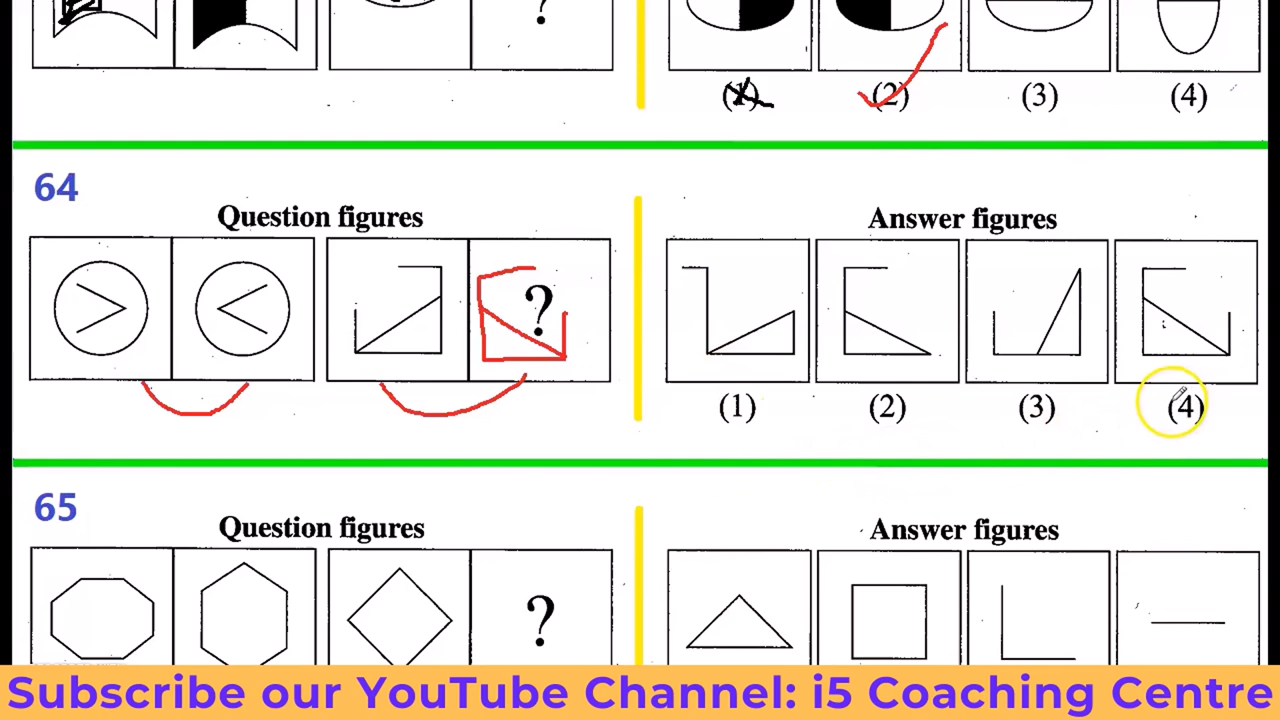 ?
(1) (2) (3) (4)
64
Question figures
Answer figures
?
(1) (2) (3) (4)
65
Question figures
Answer figures
?
Subscribe our YouTube Channel: i5 Coaching Centre